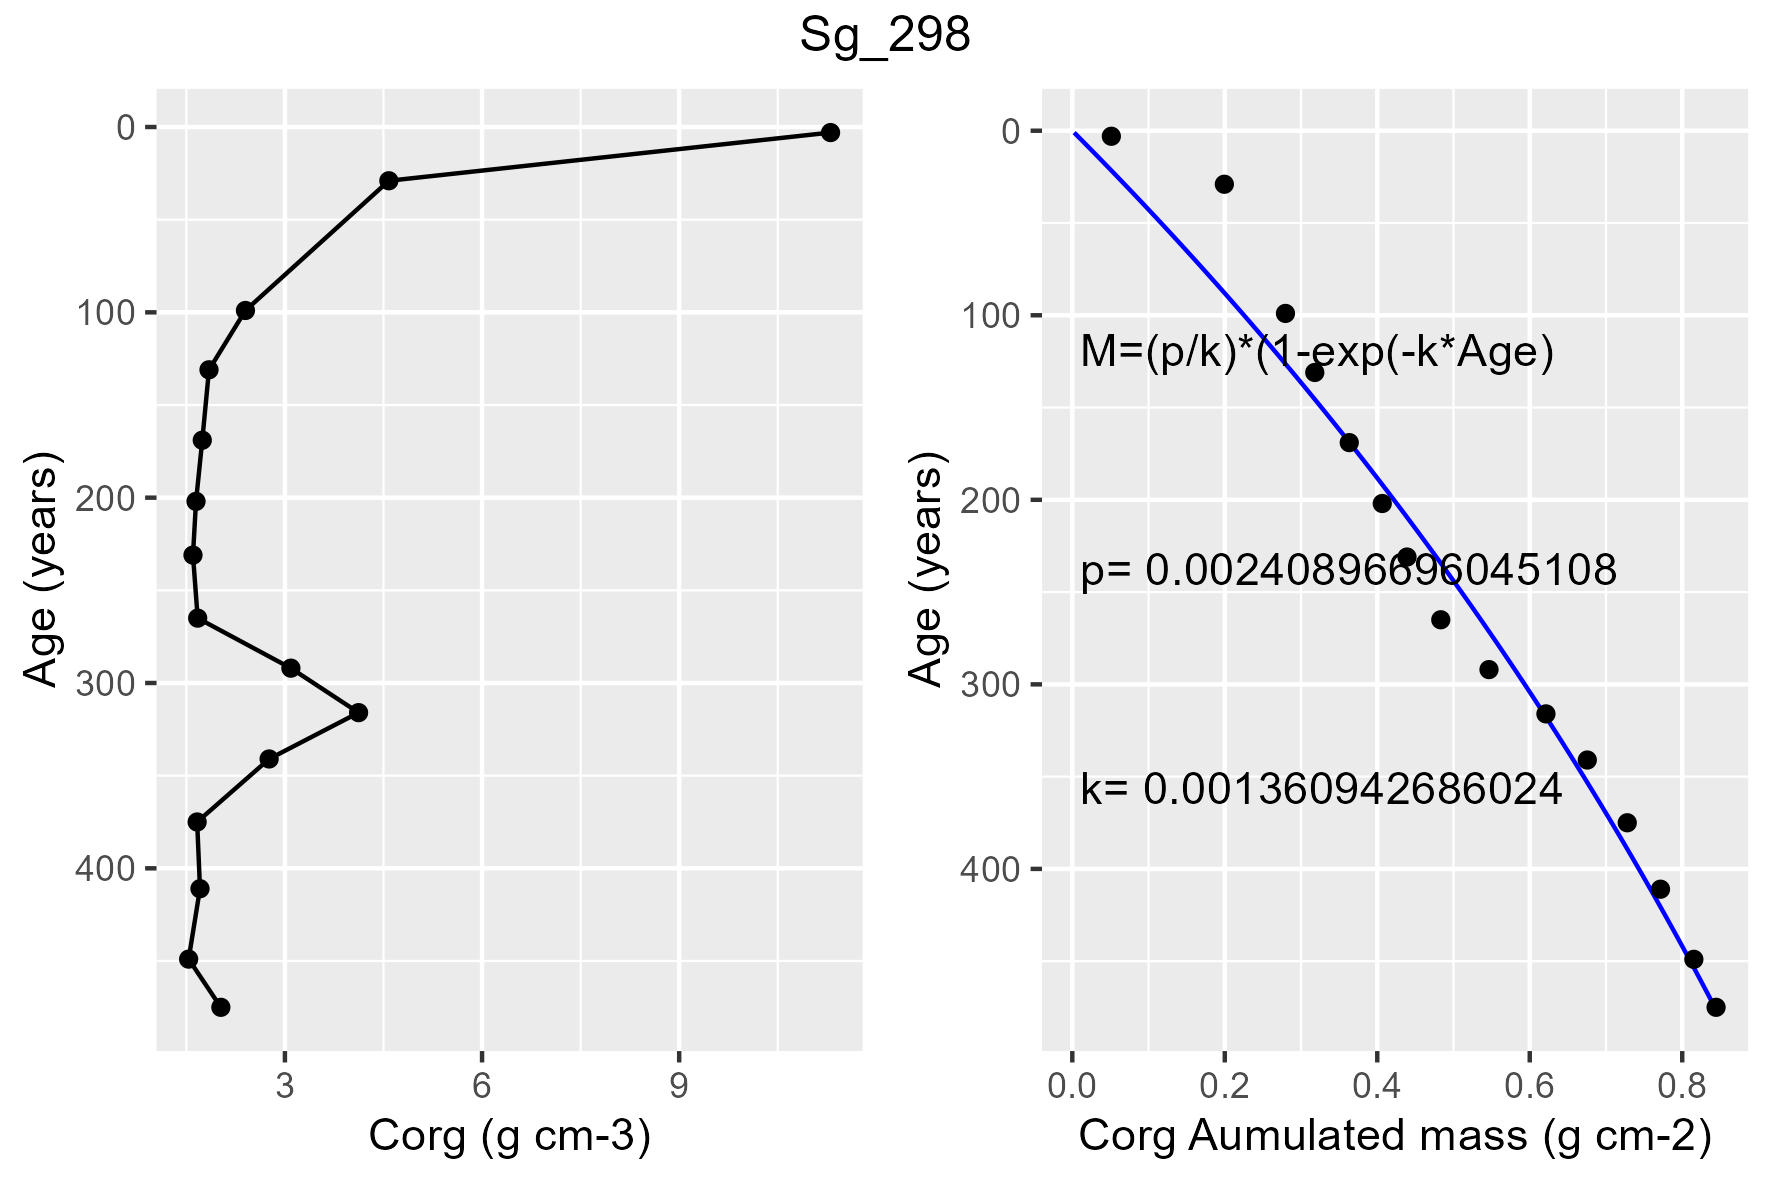 Sg_298
Age (years)
0
100
200
300
400
3
6
9
Corg (g cm-3)
Age (years)
0
100
200
300
400
M=(p/k)*(1-exp(-k*Age)
p= 0.00240896696045108
k= 0.001360942686024
0.0
0.2
0.4
0.6
0.8
Corg Aumulated mass (g cm-2)